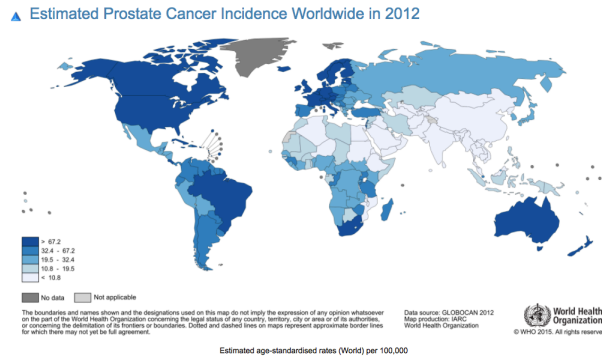 Estimated Prostate Cancer Incidence Worldwide in 2012
> 67.2
32.4 - 67.2
19.5 - 32.4
10.8 - 19.5
< 10.8
No data
Not applicable
The boundaries and names shown and the designations used on this map do not imply the expression of any opinion whatsoever
on the part of the World Health Organization concerning the legal status of any country, territory, city or area or of its authorities,
or concerning the delimitation of its frontiers or boundaries. Dotted and dashed lines on maps represent approximate border lines
for which there may not yet be full agreement.
Data source: GLOBOCAN 2012
Map production: IARC
World Health Organization
World Health
Organization
© WHO 2015. All rights reserve
Estimated age-standardised rates (World) per 100,000